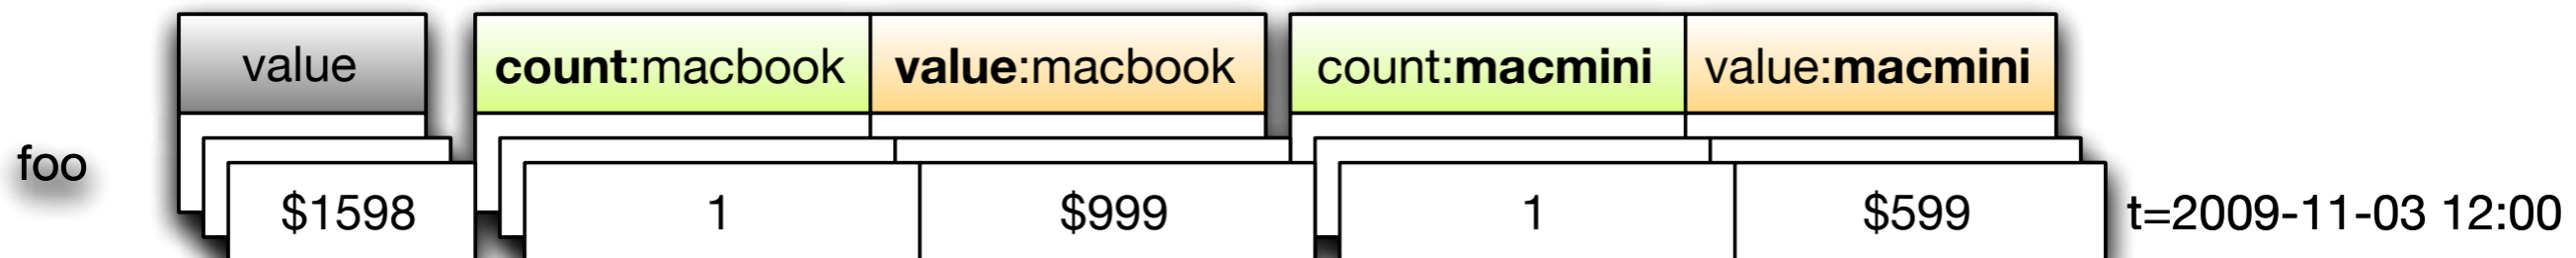 value count:macbook value:macbook count:macmini value:macmini
foo
$1598 1 $999 1 $599 t=2009-11-03 12:00